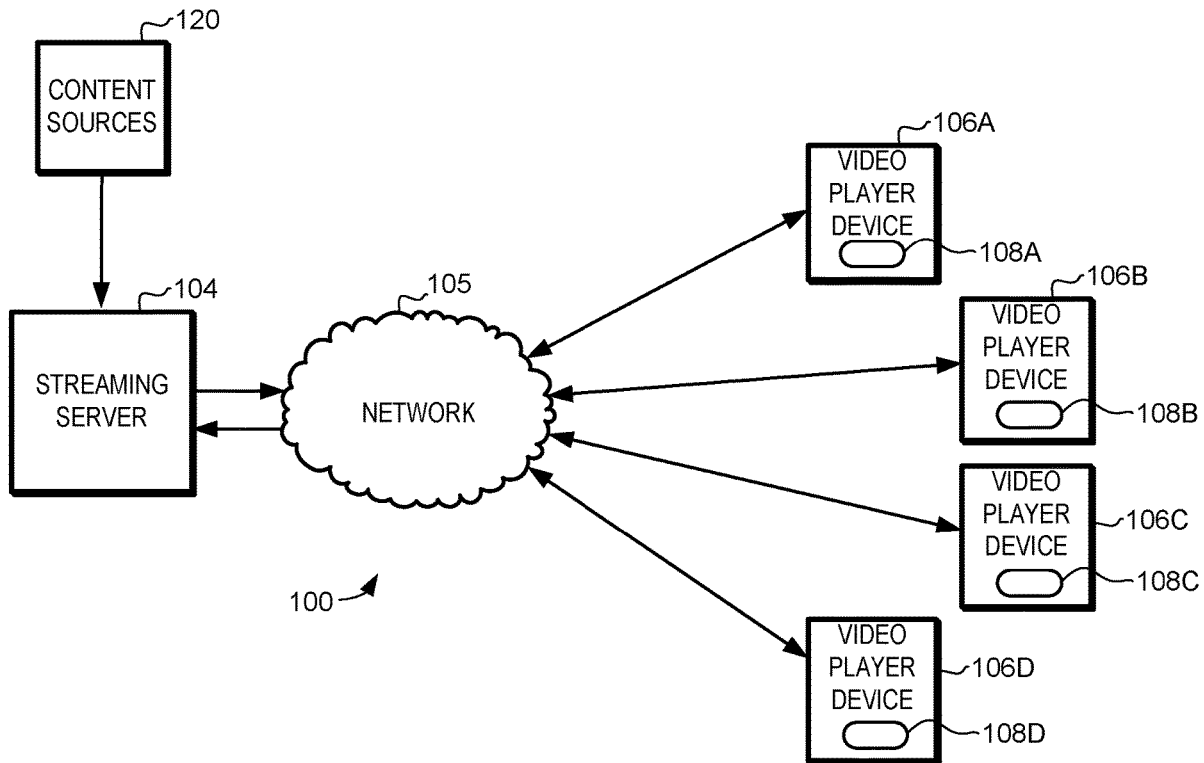 120
CONTENT
SOURCES
104
STREAMING
SERVER
105
NETWORK
100
106A
VIDEO
PLAYER
DEVICE
108A
106B
VIDEO
PLAYER
DEVICE
108B
VIDEO
PLAYER
DEVICE
106C
108C
VIDEO
PLAYER
DEVICE
106D
108D